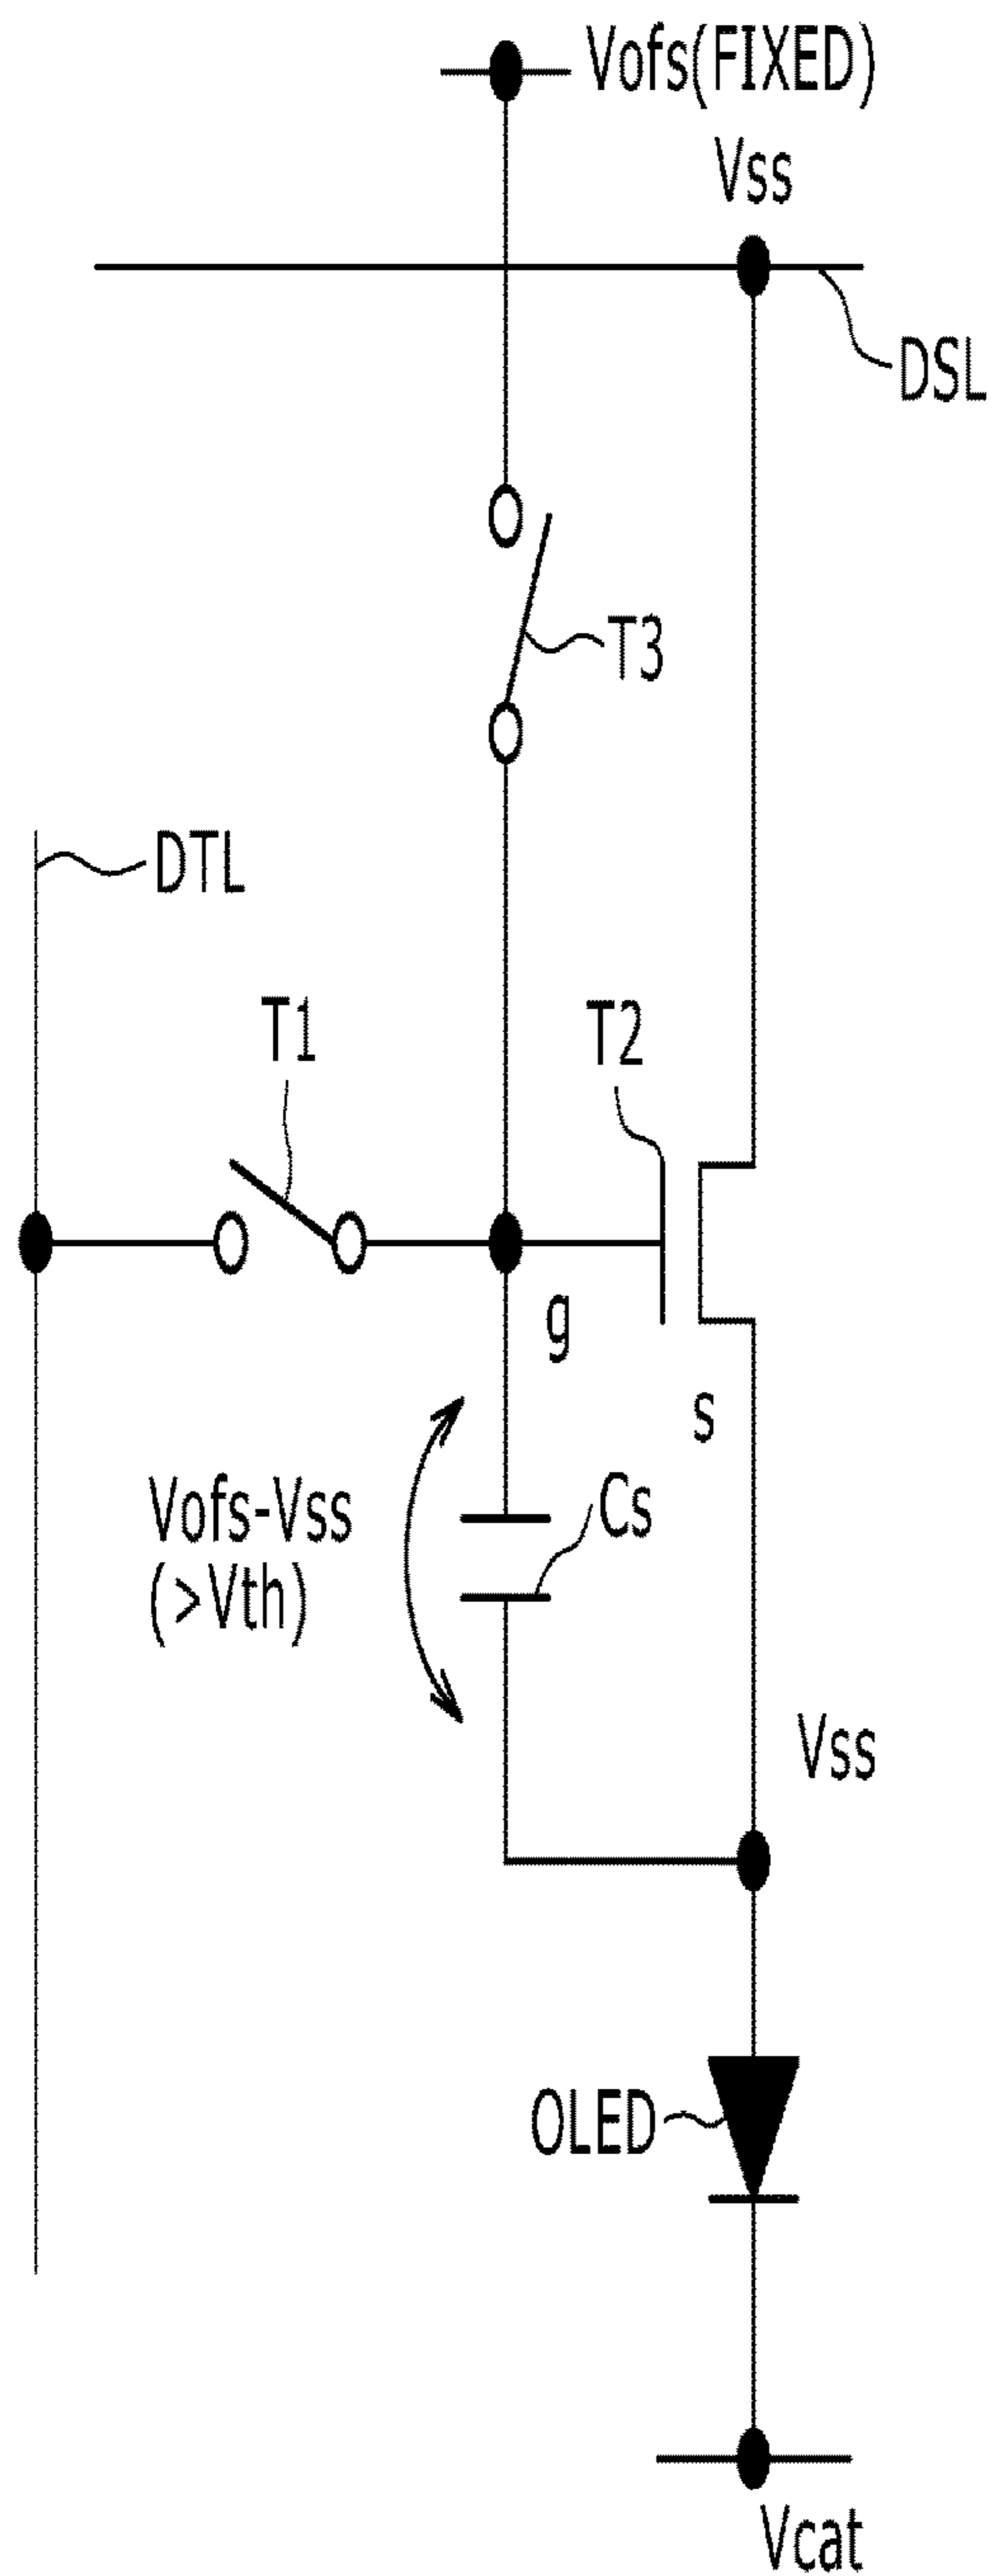 Vofs(FIXED)
Vss
DSL
T3
DTL
T1
T2
g
s
Vofs-Vss
(>Vth)
Cs
Vss
OLED
Vcat